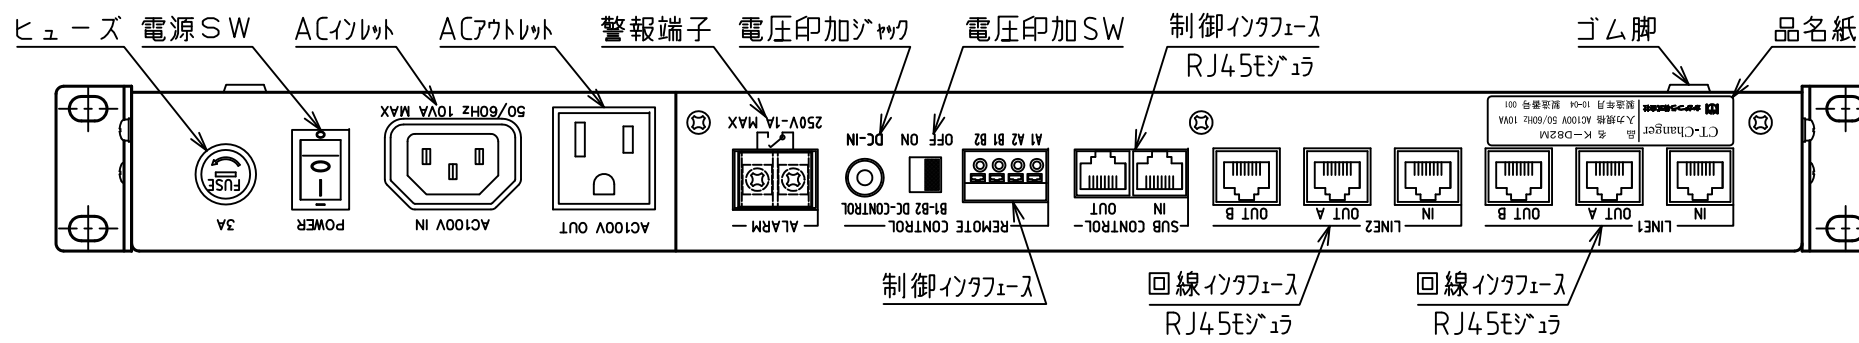 ヒューズ
電源SW
ACインレット
ACアウトレット
警報端子
電圧印加ジャック
電圧印加SW
制御インタフェース
RJ45モジュラ
ゴム脚
品名紙
50/60Hz 10VA MAX
250V-1A MAX
DC-IN
OFF ON
A1 A2 B1 B2
CT-Changer
品 名 K-D82M
入力規格 AC100V 50/60Hz 10VA
製造年月 10-04 製造番号 001
FUSE
3A
POWER
AC100V IN
AC100V OUT
ALARM
B1-B2 DC-CONTROL
REMOTE CONTROL
IN
OUT
SUB CONTROL
IN
OUT A
OUT B
LINE2
IN
OUT A
OUT B
LINE1
制御インタフェース
回線インタフェース
RJ45モジュラ
回線インタフェース
RJ45モジュラ